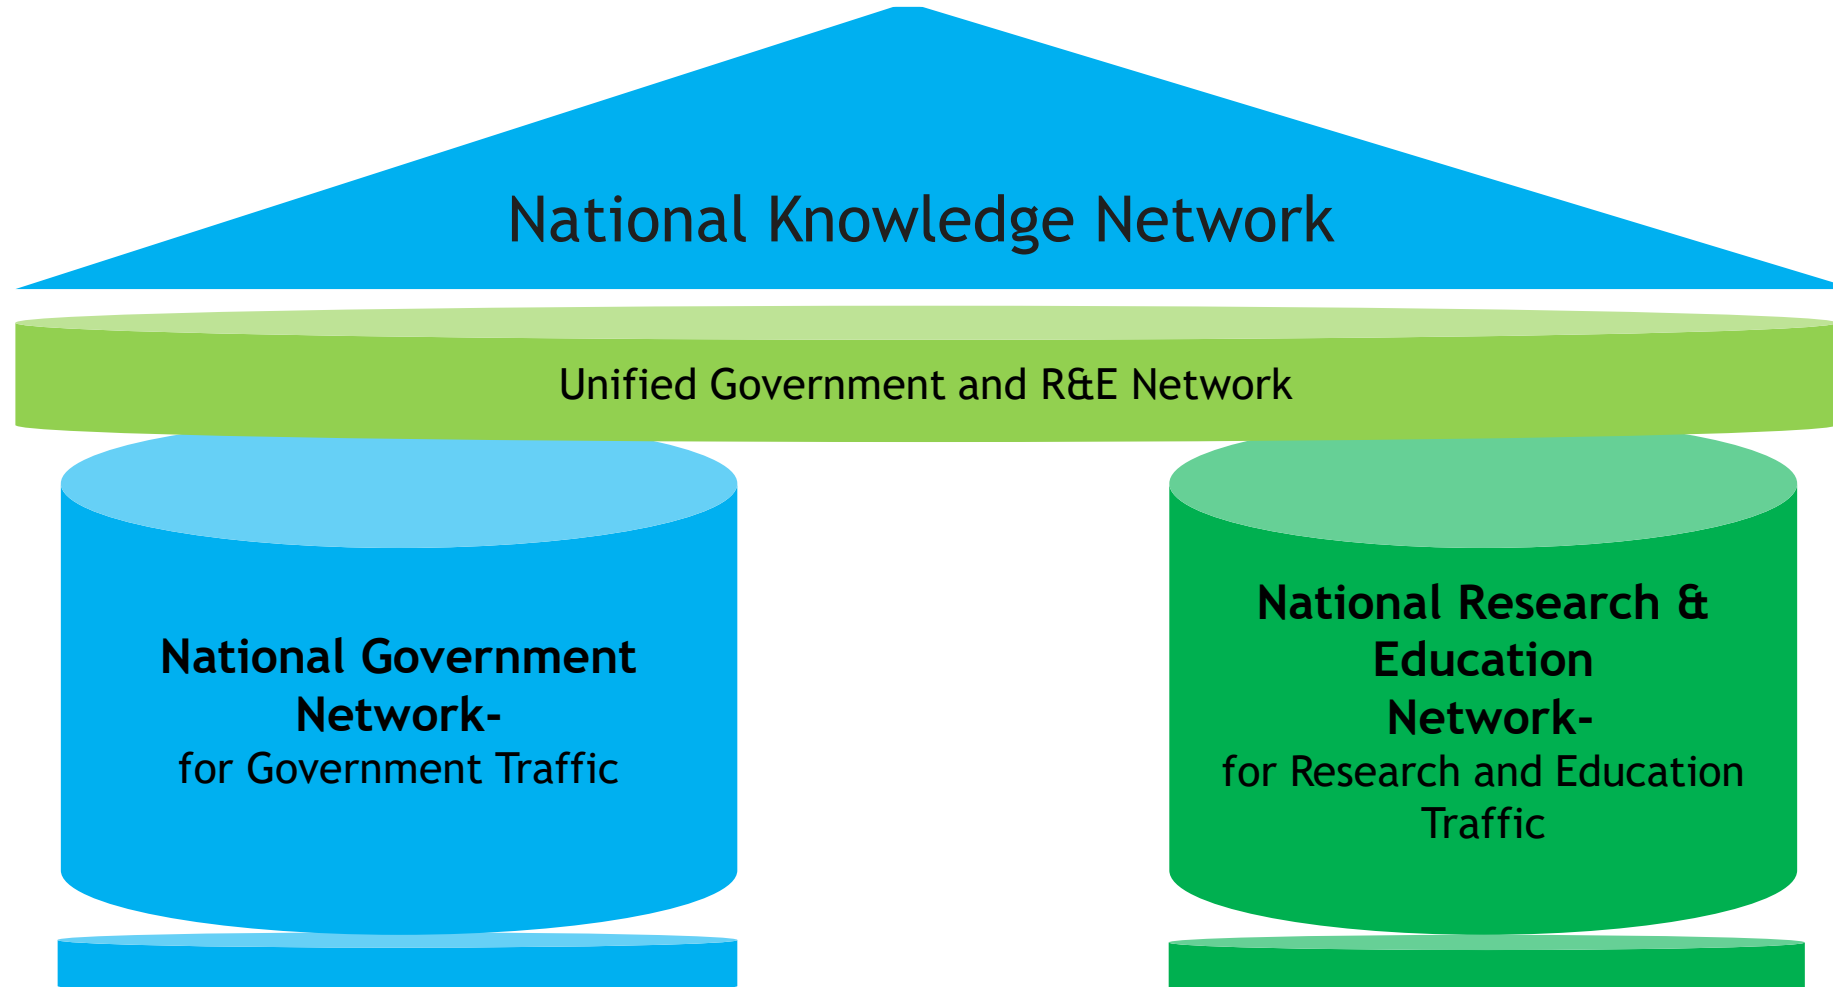 National Knowledge Network
Unified Government and R&E Network
National Government
Network-
for Government Traffic
National Research &
Education
Network-
for Research and Education
Traffic